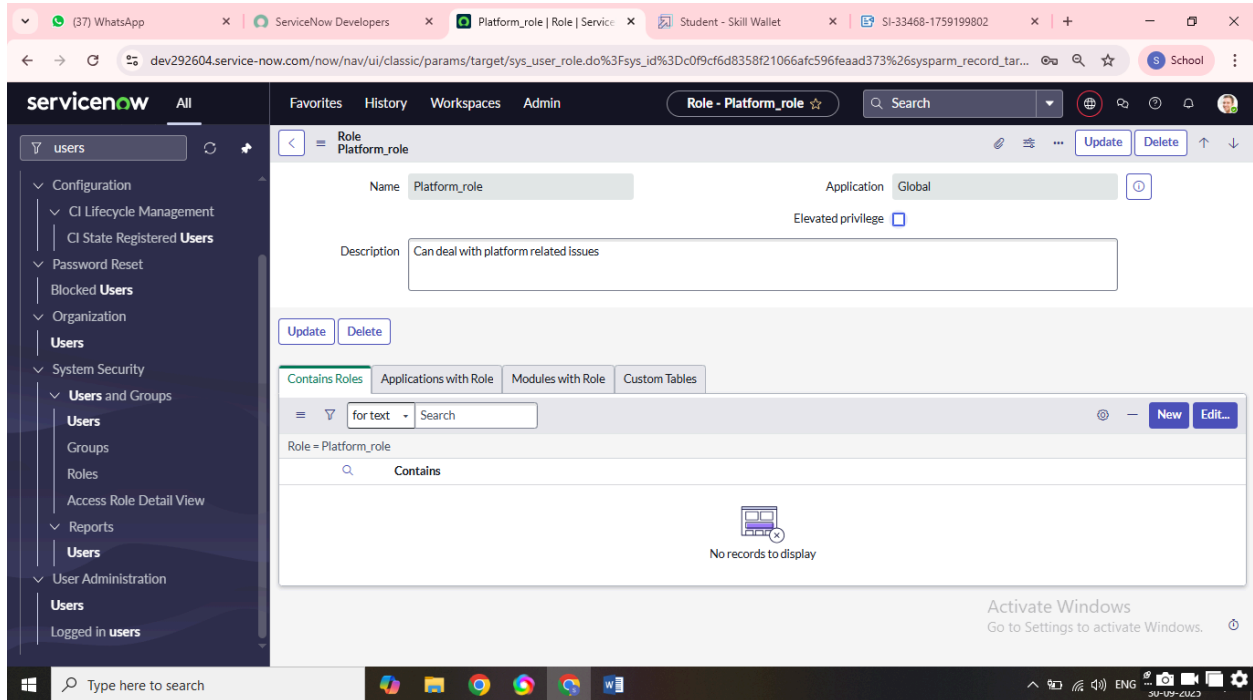 (37) WhatsApp
ServiceNow Developers
Platform_role | Role | Service
Student - Skill Wallet
SI-33468-1759199802
dev292604.service-now.com/now/nav/ui/classic/params/target/sys_user_role.do%3Fsys_id%3Dc0f9cf6d8358f21066afc596feaad373%26sysparm_record_tar...
S School
servicenow All Favorites History Workspaces Admin Role - Platform_role Search
users
Role
Platform_role
Update Delete
Configuration
CI Lifecycle Management
CI State Registered Users
Password Reset
Blocked Users
Organization
Users
System Security
Users and Groups
Users
Groups
Roles
Access Role Detail View
Reports
Users
User Administration
Users
Logged in users
Name Platform_role
Application Global
Elevated privilege
Description Can deal with platform related issues
Update Delete
Contains Roles Applications with Role Modules with Role Custom Tables
for text Search New Edit...
Role = Platform_role
Contains
No records to display
Activate Windows
Go to Settings to activate Windows.
Type here to search
ENG
30-09-2025